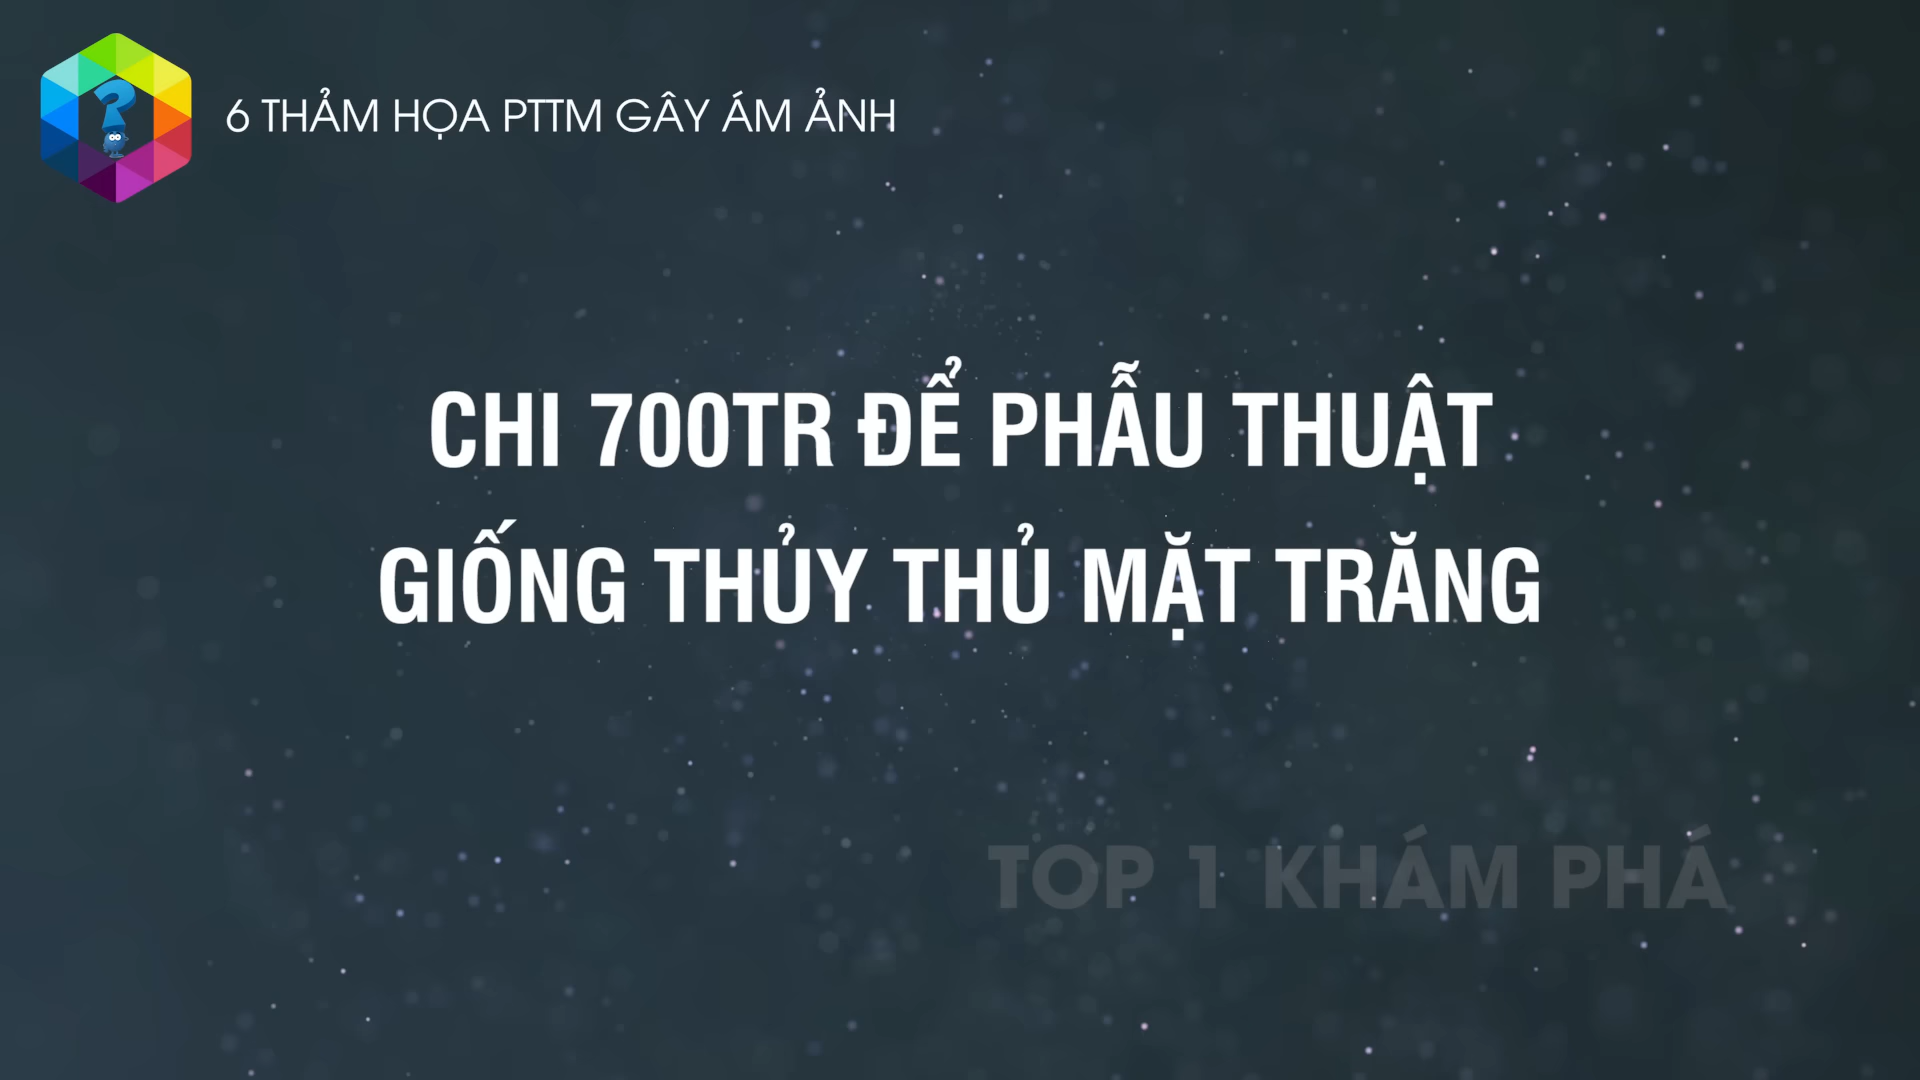 6 THẢM HỌA PTTM GÂY ÁM ẢNH
CHI 700TR ĐỂ PHẪU THUẬT
GIỐNG THỦY THỦ MẶT TRĂNG
TOP 1 KHÁM PHÁ